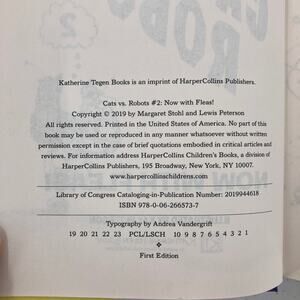 Katherine Tegen Books is an imprint of HarperCollins Publishers.
Cats vs. Robots #2: Now with Fleas!
Copyright © 2019 by Margaret Stohl and Lewis Peterson
All rights reserved. Printed in the United States of America. No part of this
book may be used or reproduced in any manner whatsoever without written
permission except in the case of brief quotations embodied in critical articles and
reviews. For information address HarperCollins Children's Books, a division of
HarperCollins Publishers, 195 Broadway, New York, NY 10007.
www.harpercollinschildrens.com
Library of Congress Cataloging-in-Publication Number: 2019944618
ISBN 978-0-06-266573-7
Typography by Andrea Vandergrift
19 20 21 22 23 PCL/LSCH 10 9 8 7 6 5 4 3 2 1
❖
First Edition